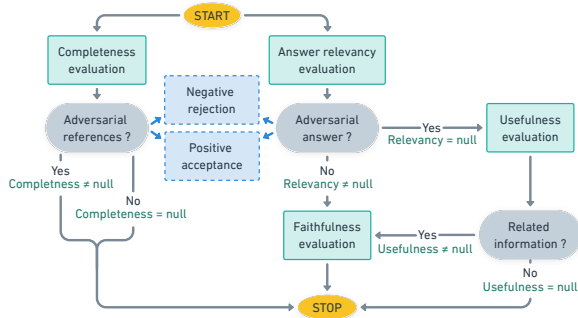 START
Completeness
evaluation
Answer relevancy
evaluation
Negative
rejection
Positive
acceptance
Adversarial
references ?
Adversarial
answer ?
Yes
Relevancy = null
Usefulness
evaluation
Yes
Completness ≠ null
No
Completeness = null
No
Relevancy ≠ null
Faithfulness
evaluation
Yes
Usefulness ≠ null
Related
information ?
No
Usefulness = null
STOP